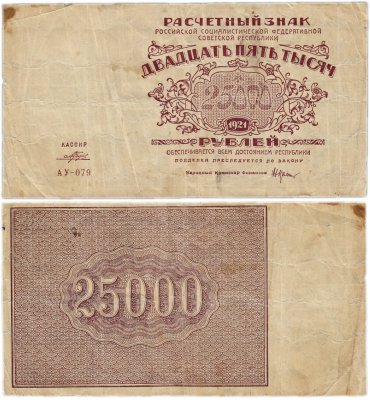 РАСЧЕТНЫЙ ЗНАК
РОССИЙСКОЙ СОЦИАЛИСТИЧЕСКОЙ ФЕДЕРАТИВНОЙ
СОВЕТСКОЙ РЕСПУБЛИКИ
ДВАДЦАТЬ ПЯТЬ ТЫСЯЧ
25000
1921
РУБЛЕЙ
ОБЕСПЕЧИВАЕТСЯ ВСЕМ ДОСТОЯНИЕМ РЕСПУБЛИКИ
ПОДДЕЛКА ПРЕСЛЕДУЕТСЯ ПО ЗАКОНУ
Народный Комиссар Финансов
КАССИР
АУ-079
25000